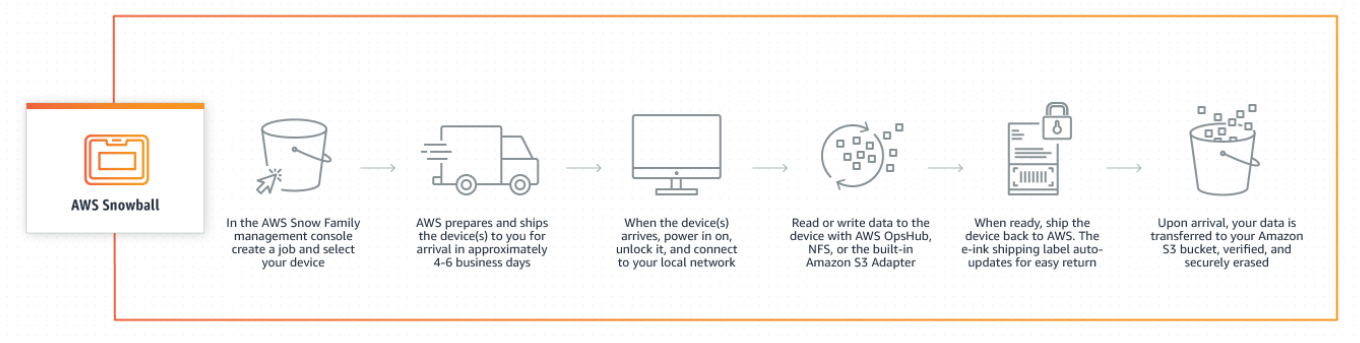 AWS Snowball
In the AWS Snow Family
management console
create a job and select
your device
AWS prepares and ships
the device(s) to you for
arrival in approximately
4-6 business days
When the device(s)
arrives, power in on,
unlock it, and connect
to your local network
Read or write data to the
device with AWS OpsHub,
NFS, or the built-in
Amazon S3 Adapter
When ready, ship the
device back to AWS. The
e-ink shipping label auto-
updates for easy return
Upon arrival, your data is
transferred to your Amazon
S3 bucket, verified, and
securely erased